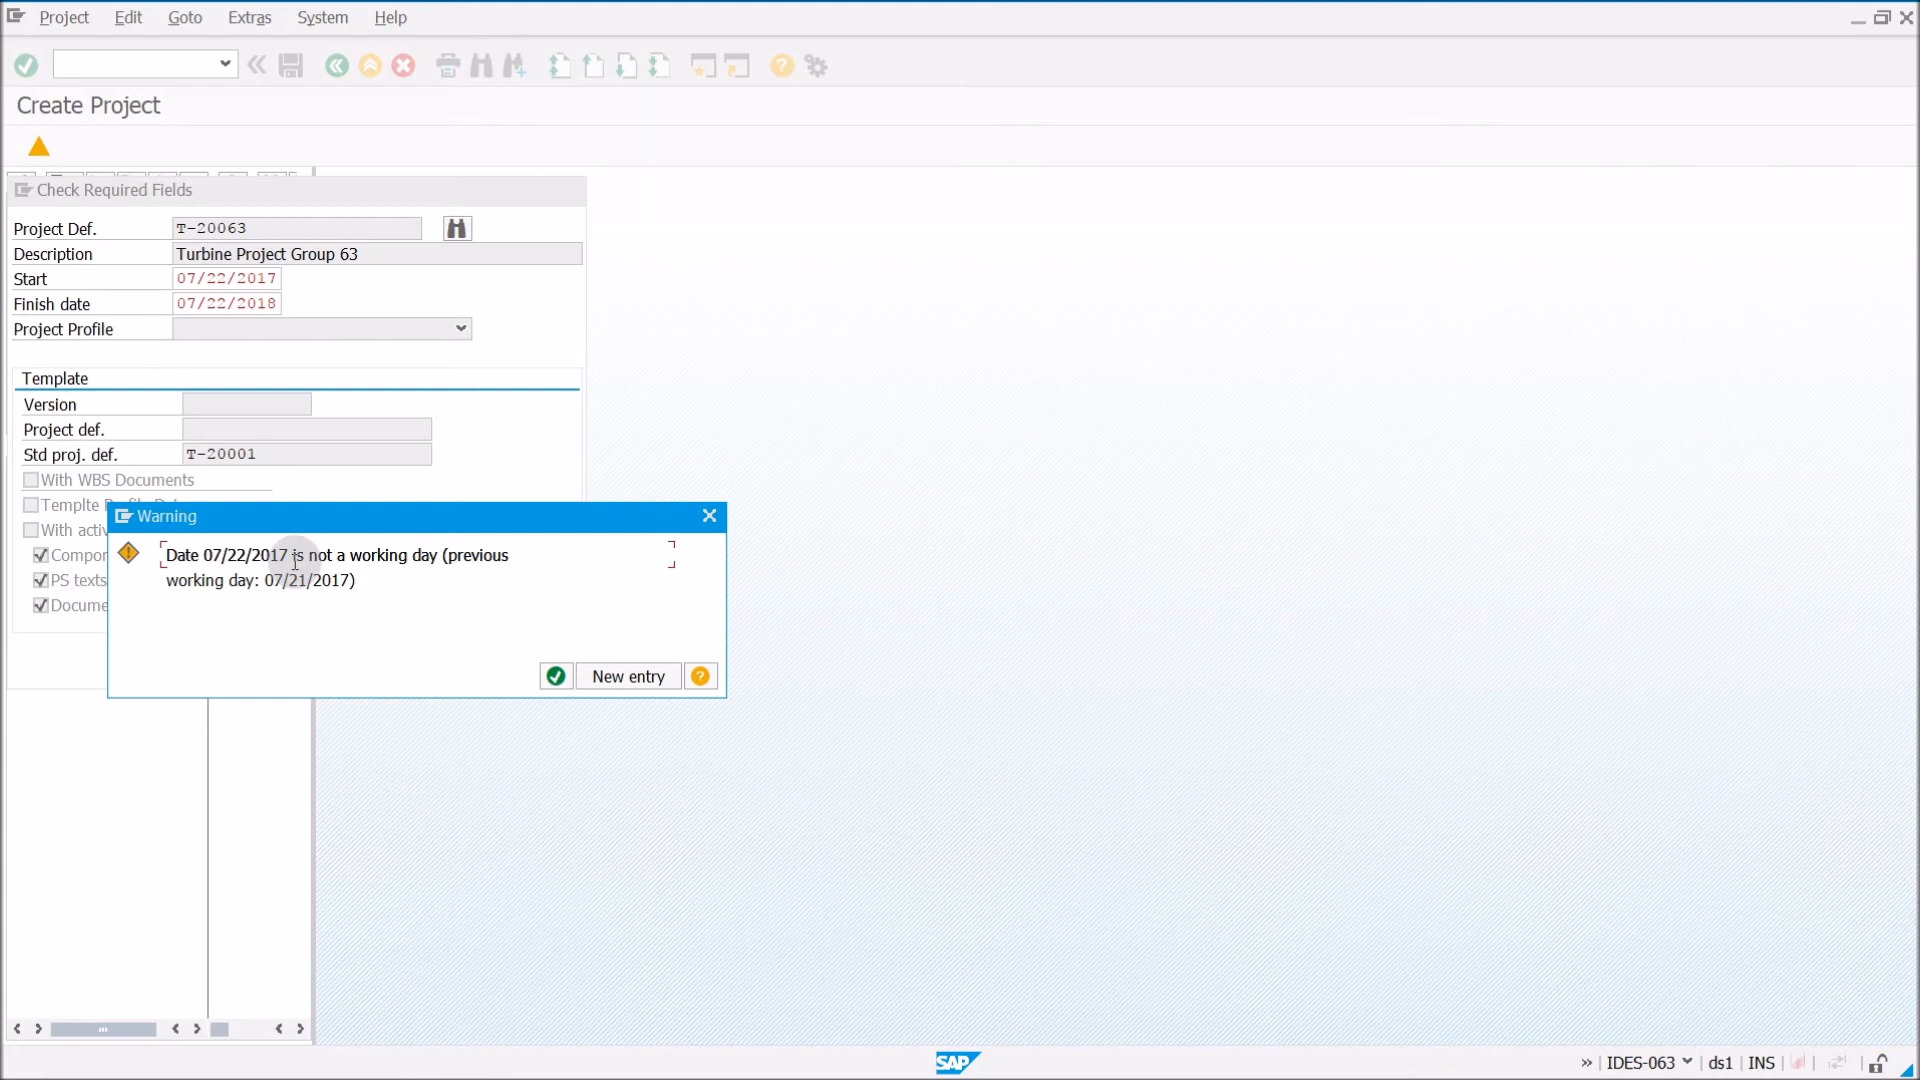 Project Edit Goto Extras System Help
Create Project
Check Required Fields
Project Def. T-20063
Description Turbine Project Group 63
Start 07/22/2017
Finish date 07/22/2018
Project Profile
Template
Version
Project def.
Std proj. def. T-20001
With WBS Documents
Templte
With activ
Compor
PS texts
Docume
Warning
Date 07/22/2017 is not a working day (previous
working day: 07/21/2017)
New entry
SAP
IDES-063 ds1 INS